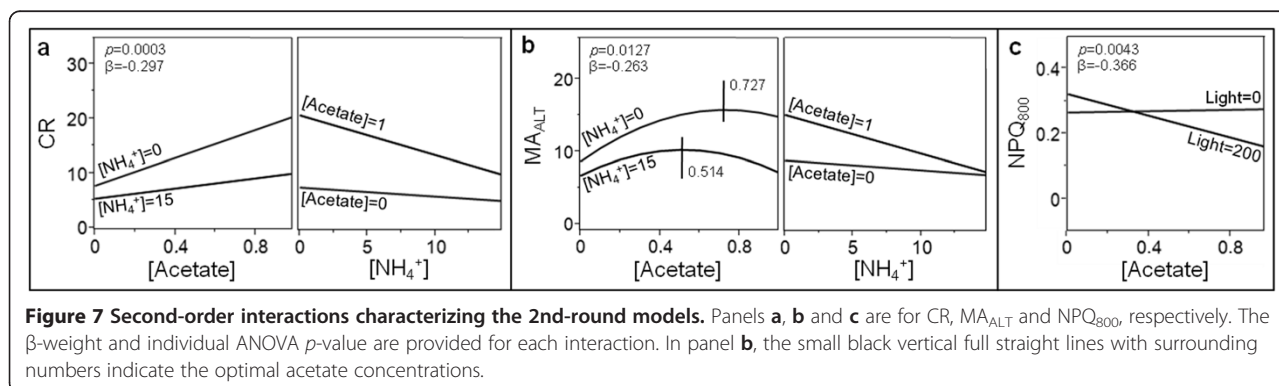 a
p=0.0003
β=-0.297
30
20
10
0
CR
[NH₄⁺]=0
[NH₄⁺]=15
0 0.4 0.8
[Acetate]
[Acetate]=1
[Acetate]=0
0 5 10
[NH₄⁺]
b
p=0.0127
β=-0.263
20
10
0
MA_ALT
0.727
[NH₄⁺]=0
[NH₄⁺]=15
0.514
0 0.4 0.8
[Acetate]
[Acetate]=1
[Acetate]=0
0 5 10
[NH₄⁺]
c
p=0.0043
β=-0.366
0.4
0.2
0
NPQ₈₀₀
Light=0
Light=200
0 0.4 0.8
[Acetate]
Figure 7 Second-order interactions characterizing the 2nd-round models. Panels a, b and c are for CR, MA_ALT and NPQ₈₀₀, respectively. The
β-weight and individual ANOVA p-value are provided for each interaction. In panel b, the small black vertical full straight lines with surrounding
numbers indicate the optimal acetate concentrations.